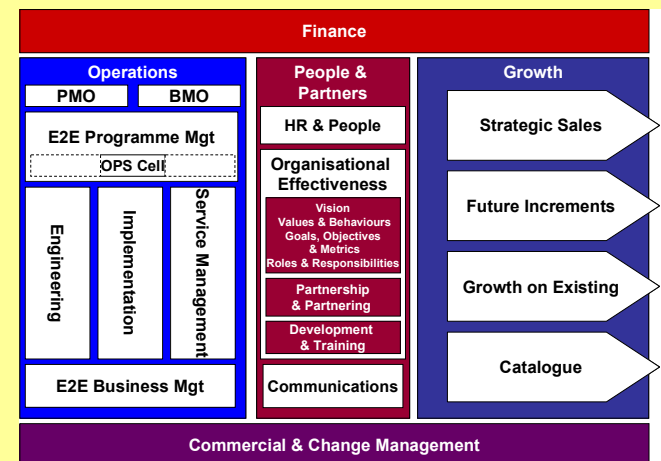 Finance
Operations
PMO
BMO
E2E Programme Mgt
OPS Cell
Engineering
Implementation
Service Management
E2E Business Mgt
People &
Partners
HR & People
Organisational
Effectiveness
Vision
Values & Behaviours
Goals, Objectives
& Metrics
Roles & Responsibilities
Partnership
& Partnering
Development
& Training
Communications
Growth
Strategic Sales
Future Increments
Growth on Existing
Catalogue
Commercial & Change Management